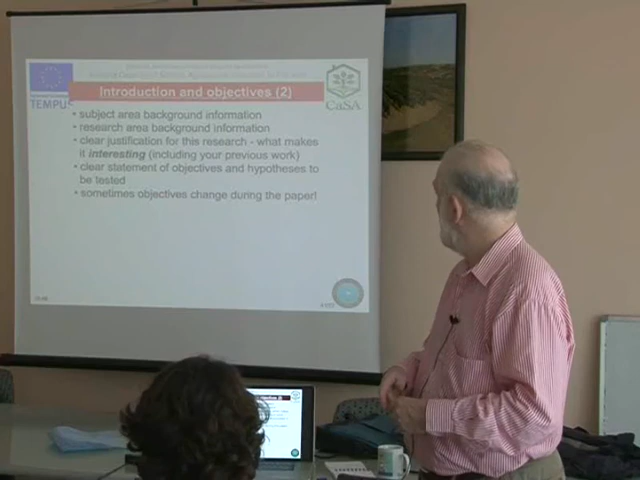 Introduction and objectives (2)
TEMPUS
CaSA
• subject area background information
• research area background information
• clear justification for this research - what makes
it interesting (including your previous work)
• clear statement of objectives and hypotheses to
be tested
• sometimes objectives change during the paper!